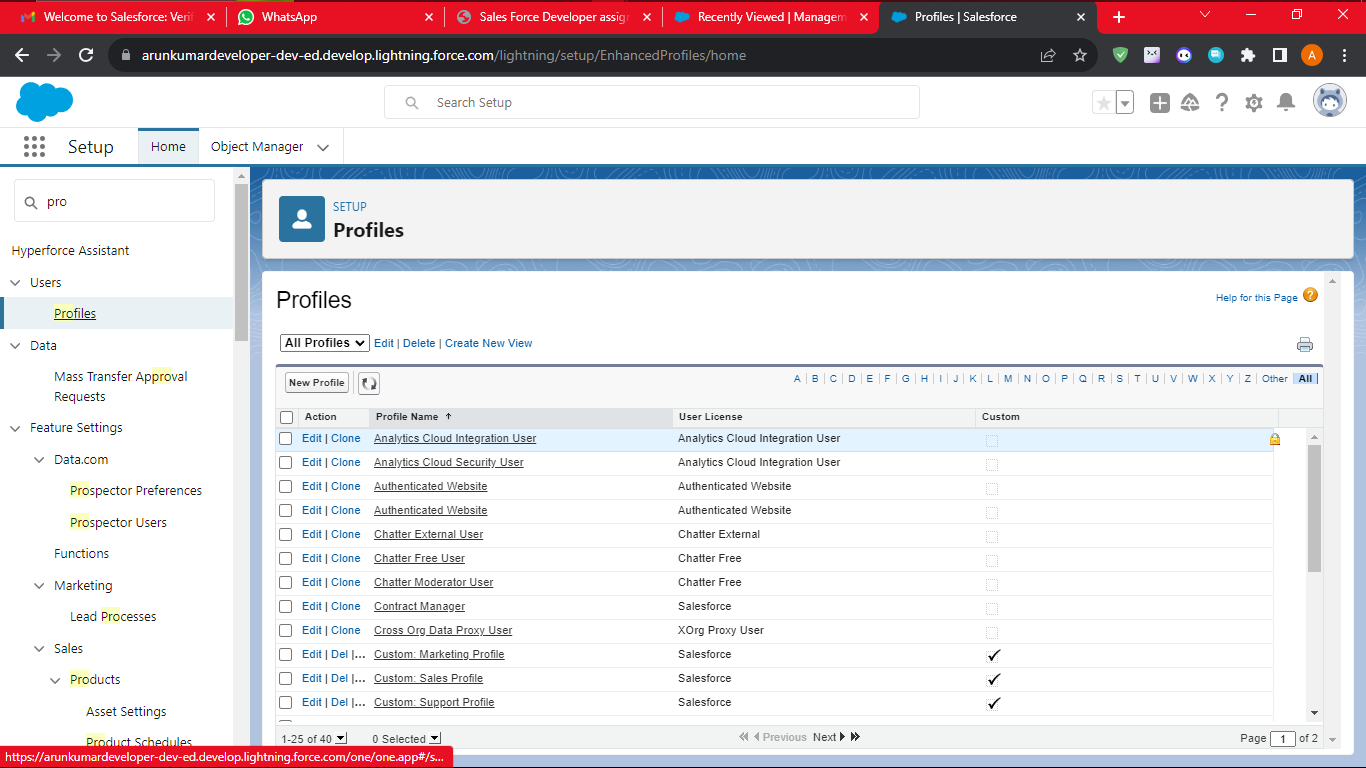 Welcome to Salesforce: Verif
WhatsApp
Sales Force Developer assign
Recently Viewed | Managem
Profiles | Salesforce
arunkumardeveloper-dev-ed.develop.lightning.force.com/lightning/setup/EnhancedProfiles/home
A
Search Setup
Setup
Home
Object Manager
pro
Hyperforce Assistant
Users
Profiles
Data
Mass Transfer Approval
Requests
Feature Settings
Data.com
Prospector Preferences
Prospector Users
Functions
Marketing
Lead Processes
Sales
Products
Asset Settings
Product Schedules
SETUP
Profiles
Profiles
Help for this Page ?
All Profiles Edit | Delete | Create New View
New Profile
A | B | C | D | E | F | G | H | I | J | K | L | M | N | O | P | Q | R | S | T | U | V | W | X | Y | Z | Other | All |
Action Profile Name ↑ User License Custom
Edit | Clone Analytics Cloud Integration User Analytics Cloud Integration User
Edit | Clone Analytics Cloud Security User Analytics Cloud Integration User
Edit | Clone Authenticated Website Authenticated Website
Edit | Clone Authenticated Website Authenticated Website
Edit | Clone Chatter External User Chatter External
Edit | Clone Chatter Free User Chatter Free
Edit | Clone Chatter Moderator User Chatter Free
Edit | Clone Contract Manager Salesforce
Edit | Clone Cross Org Data Proxy User XOrg Proxy User
Edit | Del |... Custom: Marketing Profile Salesforce ✓
Edit | Del |... Custom: Sales Profile Salesforce ✓
Edit | Del |... Custom: Support Profile Salesforce ✓
1-25 of 40 0 Selected Previous Next Page 1 of 2
https://arunkumardeveloper-dev-ed.develop.lightning.force.com/one/one.app#/s...